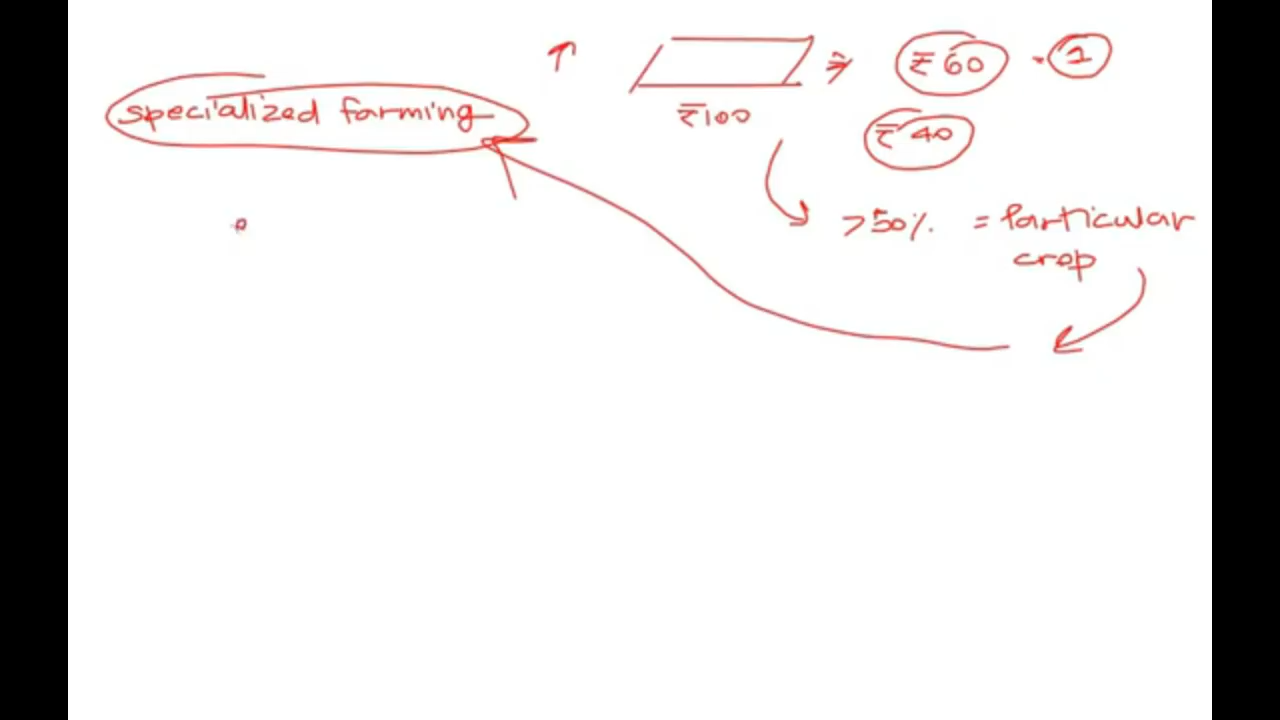 specialized farming
₹100
₹60 - 1
₹40
>50% = Particular
crop